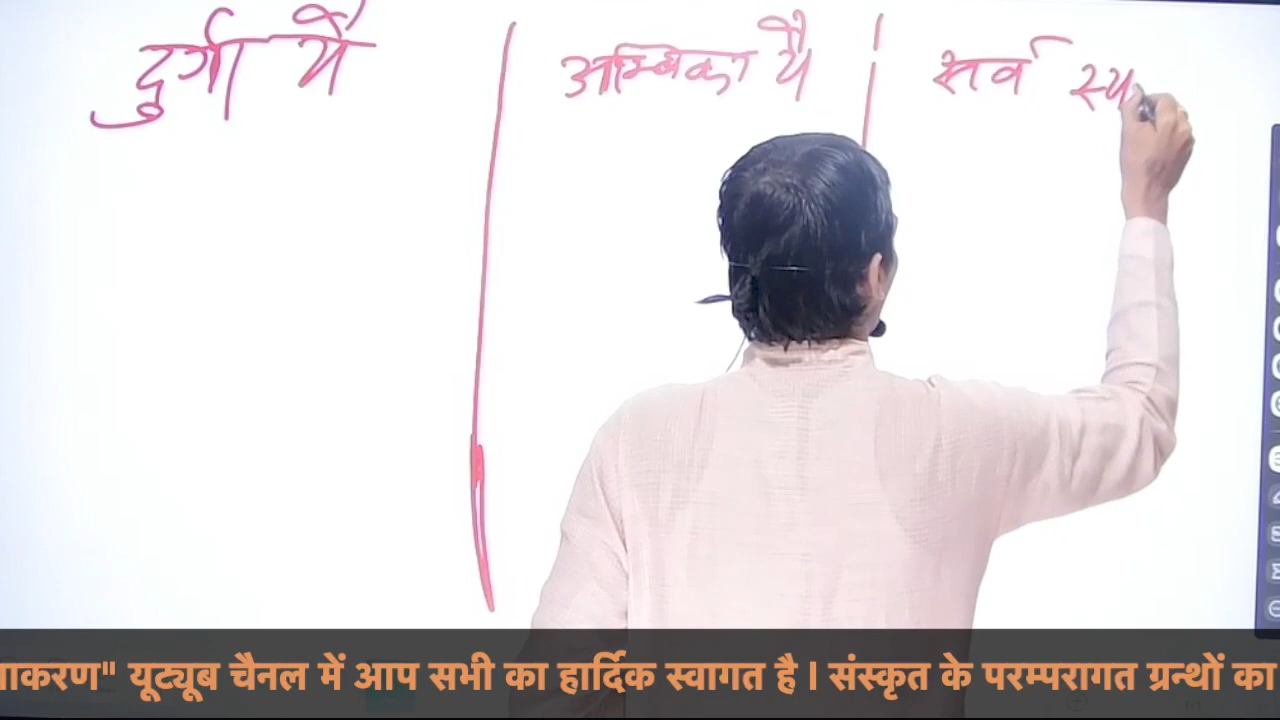 दुर्गा यै
अम्बिका यै
सर्व स्य
ाकरण" यूट्यूब चैनल में आप सभी का हार्दिक स्वागत है । संस्कृत के परम्परागत ग्रन्थों का